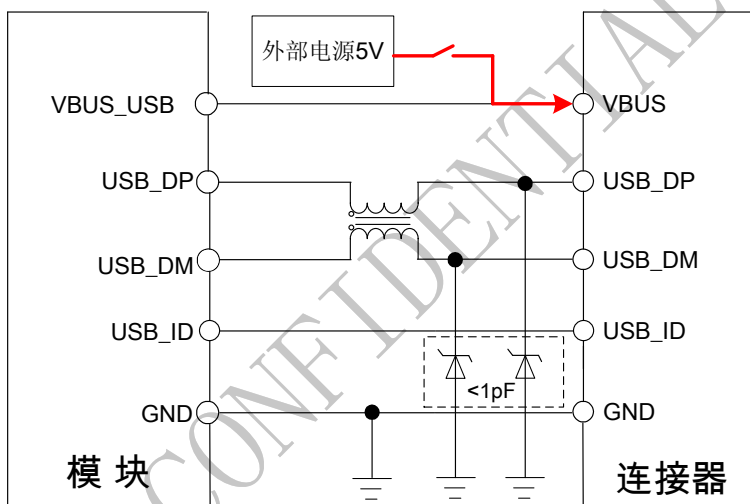 外部电源5V
VBUS_USB
VBUS
USB_DP
USB_DP
USB_DM
USB_DM
USB_ID
USB_ID
<1pF
GND
GND
模 块
连接器
CONFIDENTIAL